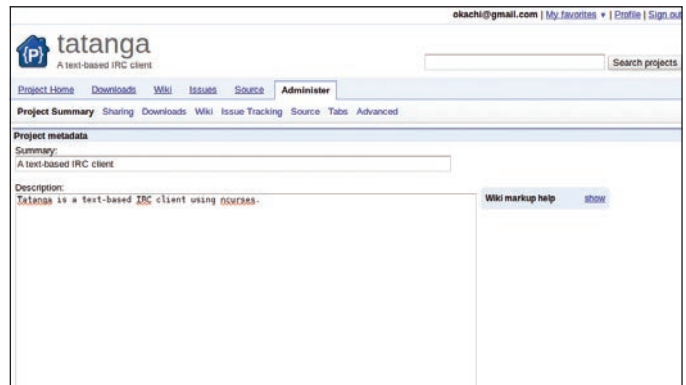 okachi@gmail.com | My favorites ▼ | Profile | Sign out
{P}
tatanga
A text-based IRC client
Search projects
Project Home Downloads Wiki Issues Source Administer
Project Summary Sharing Downloads Wiki Issue Tracking Source Tabs Advanced
Project metadata
Summary:
A text-based IRC client
Description:
Tatanga is a text-based IRC client using ncurses.
Wiki markup help show